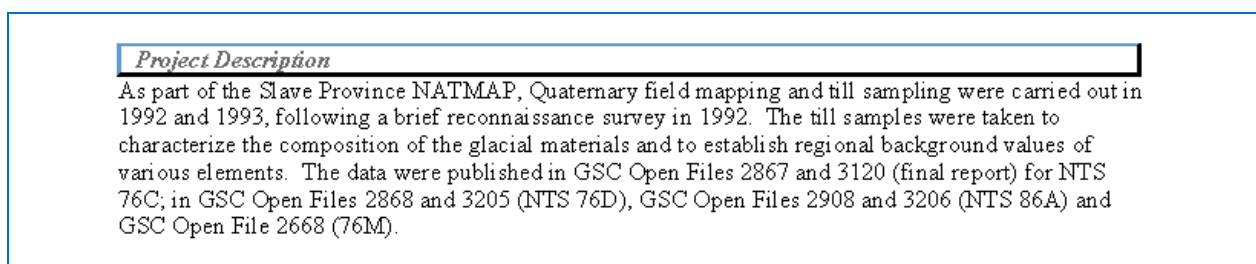 Project Description
As part of the Slave Province NATMAP, Quaternary field mapping and till sampling were carried out in
1992 and 1993, following a brief reconnaissance survey in 1992.  The till samples were taken to
characterize the composition of the glacial materials and to establish regional background values of
various elements.  The data were published in GSC Open Files 2867 and 3120 (final report) for NTS
76C; in GSC Open Files 2868 and 3205 (NTS 76D), GSC Open Files 2908 and 3206 (NTS 86A) and
GSC Open File 2668 (76M).